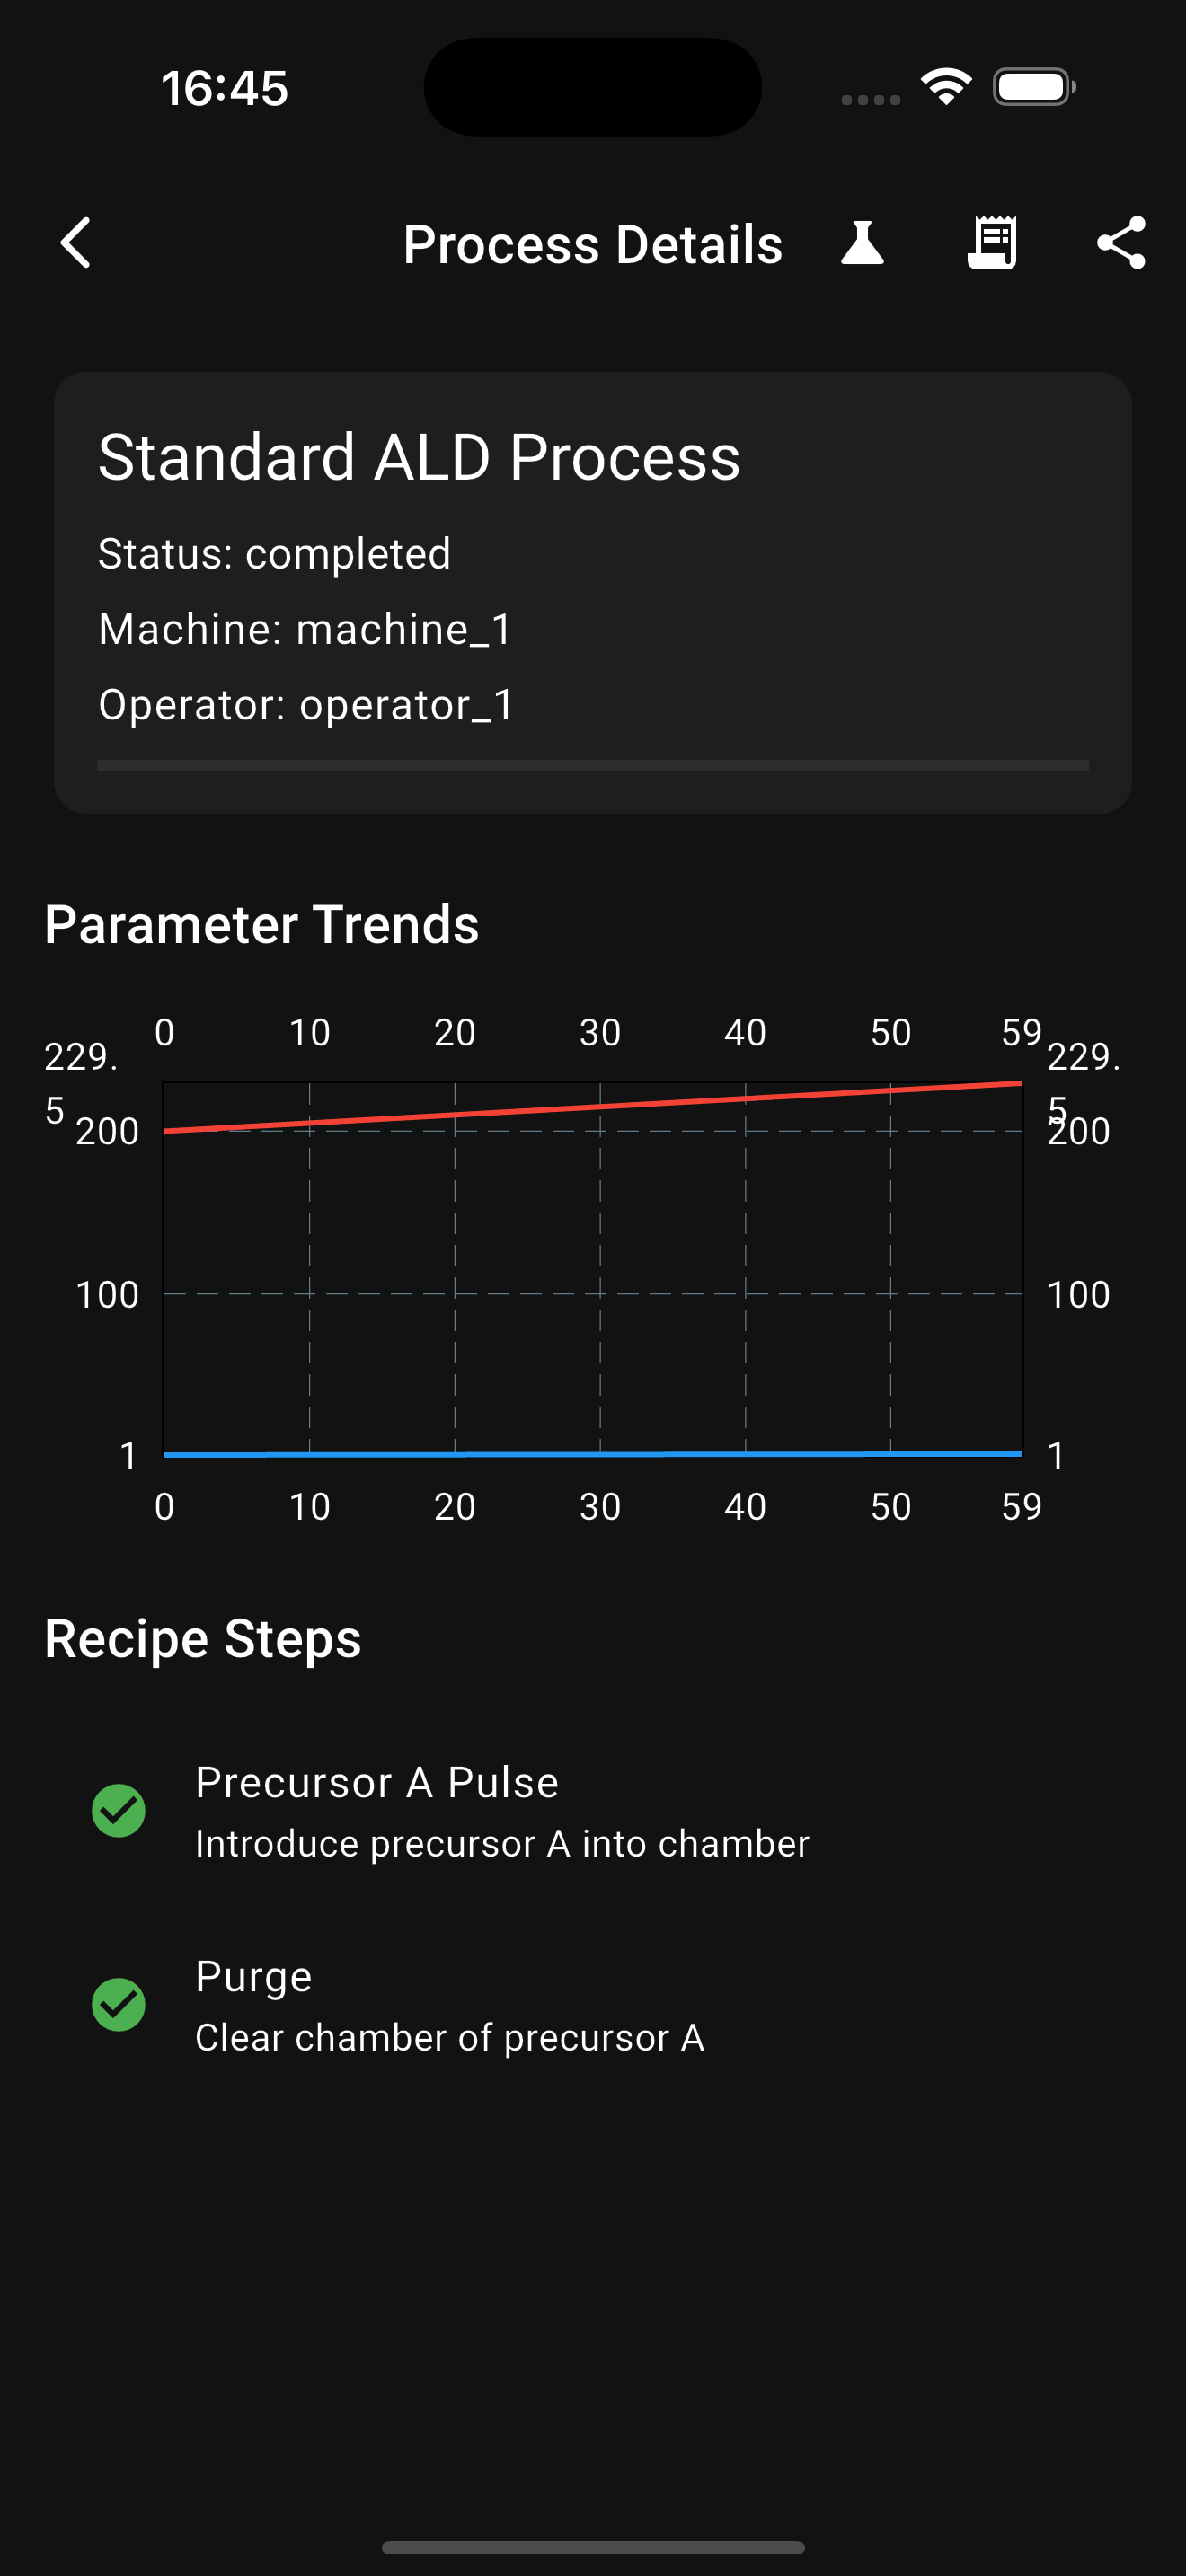 16:45
Process Details
Standard ALD Process
Status: completed
Machine: machine_1
Operator: operator_1
Parameter Trends
0 10 20 30 40 50 59
229. 229.
5 5
200 200
100 100
1 1
0 10 20 30 40 50 59
Recipe Steps
Precursor A Pulse
Introduce precursor A into chamber
Purge
Clear chamber of precursor A